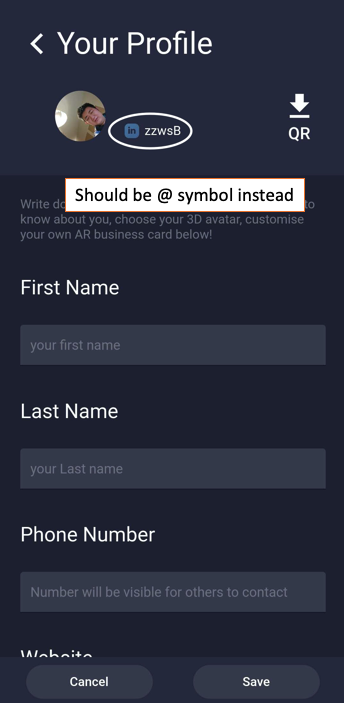 Your Profile
in zzwsB
QR
Should be @ symbol instead
Write do to
know about you, choose your 3D avatar, customise
your own AR business card below!
First Name
your first name
Last Name
your Last name
Phone Number
Number will be visible for others to contact
Website
Cancel
Save